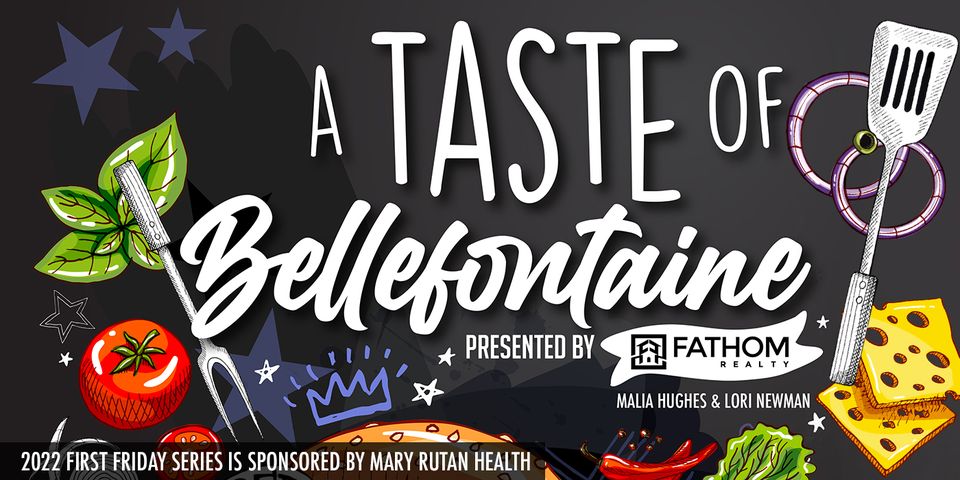 A TASTE OF
Bellefontaine
PRESENTED BY FATHOM
REALTY
MALIA HUGHES & LORI NEWMAN
2022 FIRST FRIDAY SERIES IS SPONSORED BY MARY RUTAN HEALTH